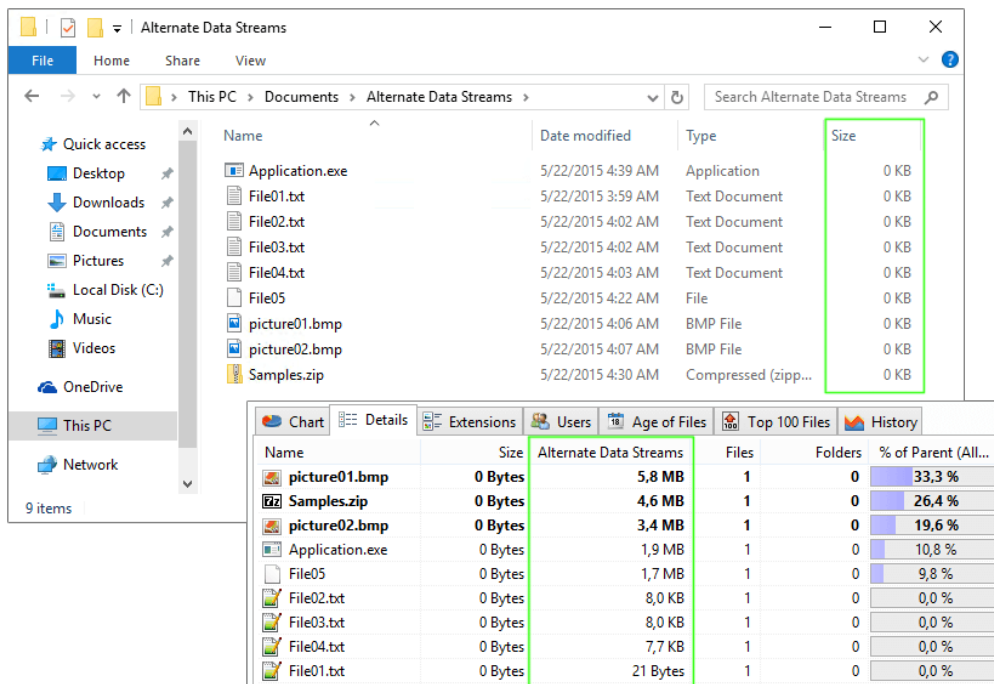 Alternate Data Streams
File Home Share View
This PC Documents Alternate Data Streams Search Alternate Data Streams
Quick access
Desktop
Downloads
Documents
Pictures
Local Disk (C:)
Music
Videos
OneDrive
This PC
Network
9 items
Name Date modified Type Size
Application.exe 5/22/2015 4:39 AM Application 0 KB
File01.txt 5/22/2015 3:59 AM Text Document 0 KB
File02.txt 5/22/2015 4:02 AM Text Document 0 KB
File03.txt 5/22/2015 4:02 AM Text Document 0 KB
File04.txt 5/22/2015 4:03 AM Text Document 0 KB
File05 5/22/2015 4:22 AM File 0 KB
picture01.bmp 5/22/2015 4:06 AM BMP File 0 KB
picture02.bmp 5/22/2015 4:07 AM BMP File 0 KB
Samples.zip 5/22/2015 4:30 AM Compressed (zipp... 0 KB
Chart Details Extensions Users Age of Files Top 100 Files History
Name Size Alternate Data Streams Files Folders % of Parent (All...
picture01.bmp 0 Bytes 5,8 MB 1 0 33,3 %
Samples.zip 0 Bytes 4,6 MB 1 0 26,4 %
picture02.bmp 0 Bytes 3,4 MB 1 0 19,6 %
Application.exe 0 Bytes 1,9 MB 1 0 10,8 %
File05 0 Bytes 1,7 MB 1 0 9,8 %
File02.txt 0 Bytes 8,0 KB 1 0 0,0 %
File03.txt 0 Bytes 8,0 KB 1 0 0,0 %
File04.txt 0 Bytes 7,7 KB 1 0 0,0 %
File01.txt 0 Bytes 21 Bytes 1 0 0,0 %